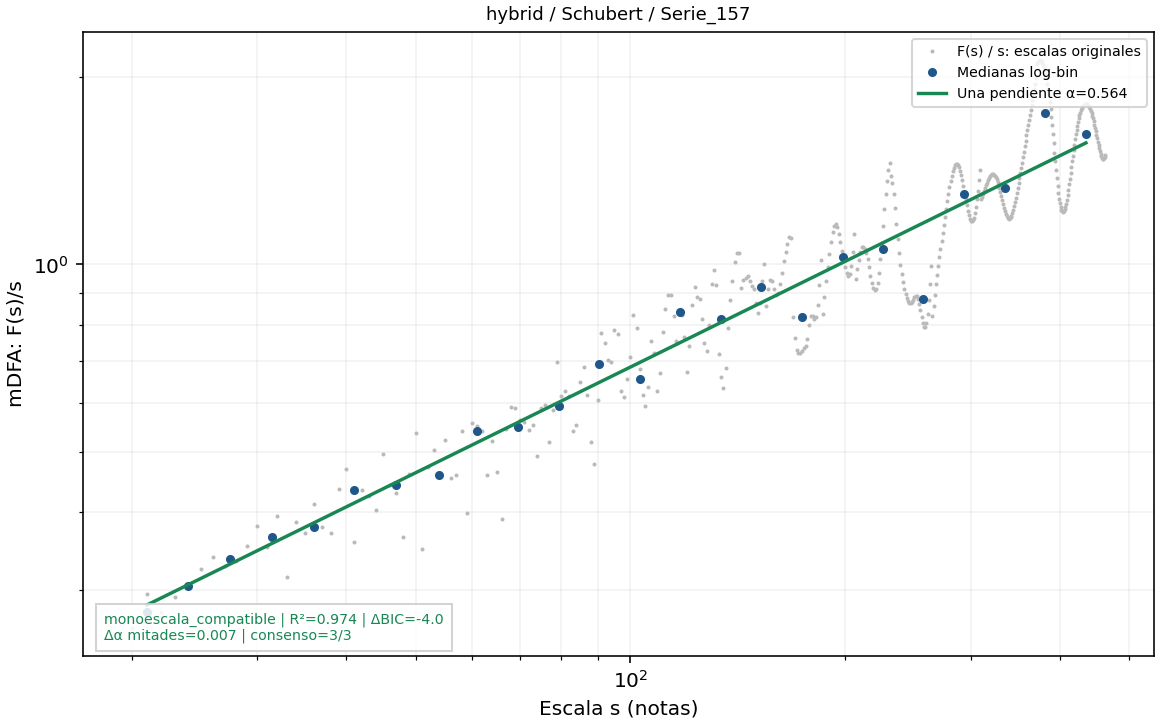 hybrid / Schubert / Serie_157
F(s) / s: escalas originales
Medianas log-bin
Una pendiente α=0.564
10⁰
mDFA: F(s)/s
monoescala_compatible | R²=0.974 | ΔBIC=-4.0
Δα mitades=0.007 | consenso=3/3
10²
Escala s (notas)